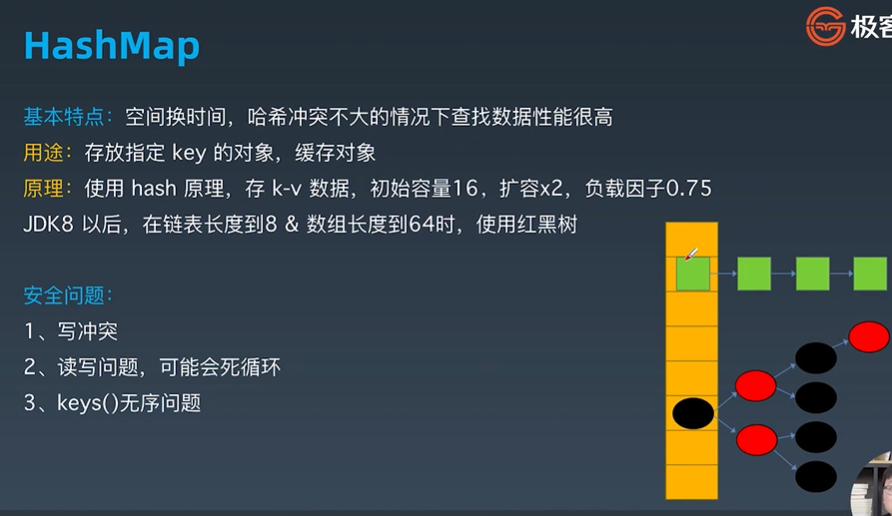 极客
HashMap
基本特点：空间换时间，哈希冲突不大的情况下查找数据性能很高
用途：存放指定 key 的对象，缓存对象
原理：使用 hash 原理，存 k-v 数据，初始容量16，扩容x2，负载因子0.75
JDK8 以后，在链表长度到8 & 数组长度到64时，使用红黑树
安全问题：
1、写冲突
2、读写问题，可能会死循环
3、keys()无序问题